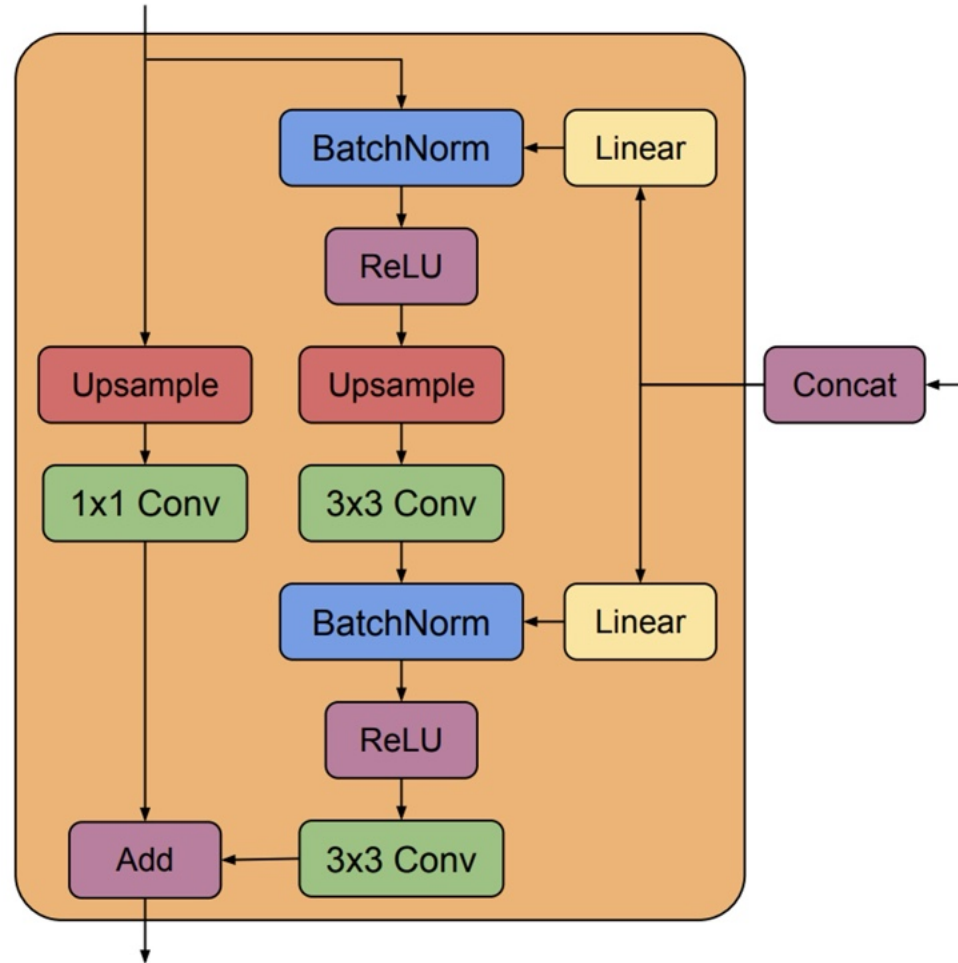 BatchNorm
Linear
ReLU
Upsample
Upsample
Concat
1x1 Conv
3x3 Conv
BatchNorm
Linear
ReLU
Add
3x3 Conv